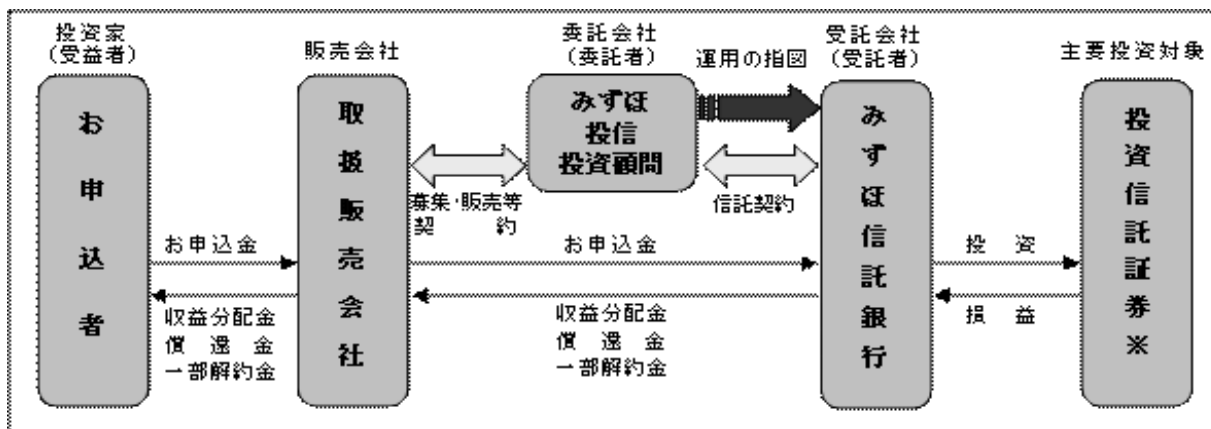 投資家
(受益者)
販売会社
委託会社
(委託者)
運用の指図
受託会社
(受託者)
主要投資対象
お申込者
取扱販売会社
みずほ
投信
投資顧問
みずほ信託銀行
投資信託証券※
募集・販売等
契約
信託契約
お申込金
お申込金
投資
収益分配金
償還金
一部解約金
収益分配金
償還金
一部解約金
損益